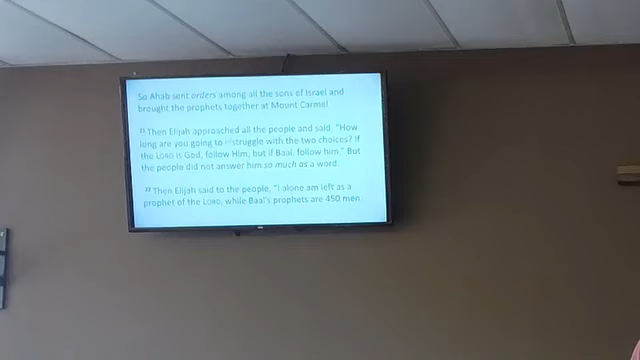 So Ahab sent orders among all the sons of Israel and
brought the prophets together at Mount Carmel
21 Then Elijah approached all the people and said, "How
long are you going to struggle with the two choices? If
the LORD is God, follow Him; but if Baal, follow him." But
the people did not answer him so much as a word.
22 Then Elijah said to the people, "I alone am left as a
prophet of the LORD, while Baal's prophets are 450 men.